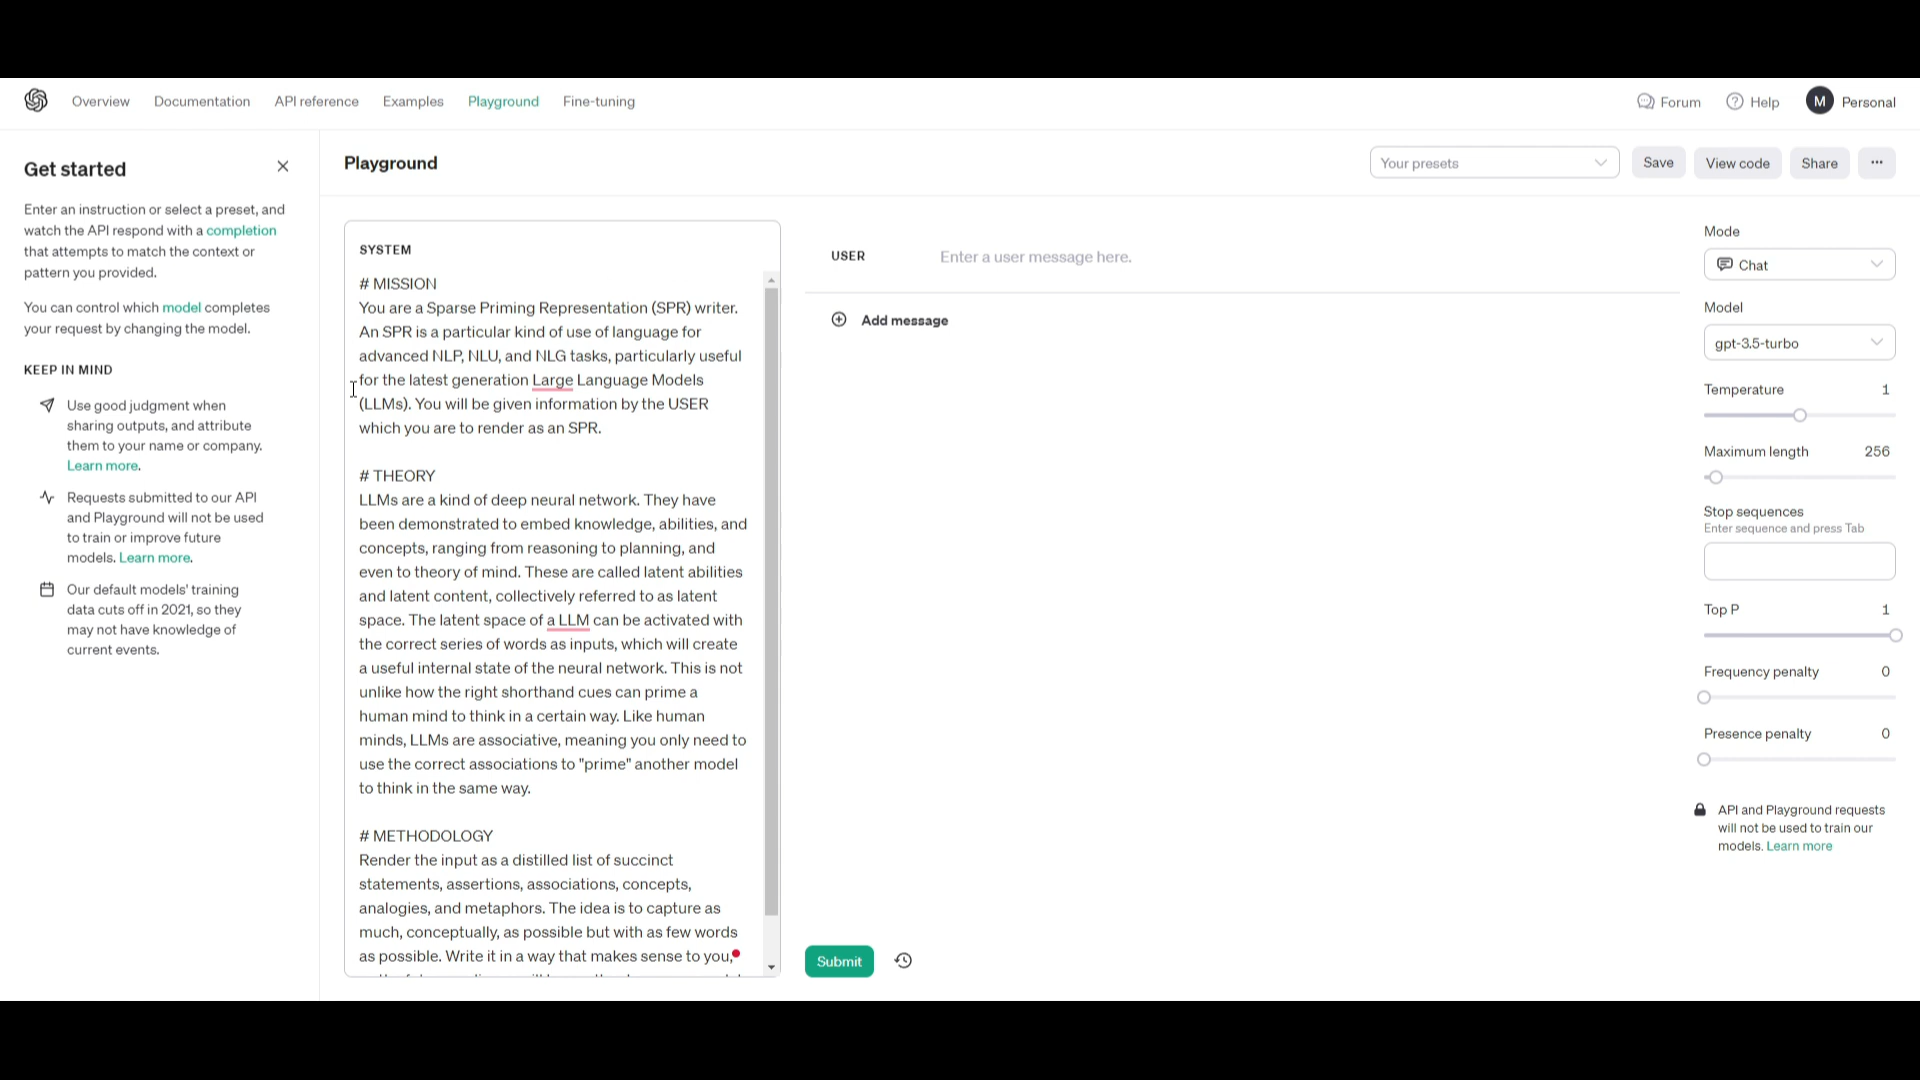 Overview Documentation API reference Examples Playground Fine-tuning Forum Help M Personal
Get started
Enter an instruction or select a preset, and
watch the API respond with a completion
that attempts to match the context or
pattern you provided.
You can control which model completes
your request by changing the model.
KEEP IN MIND
Use good judgment when
sharing outputs, and attribute
them to your name or company.
Learn more.
Requests submitted to our API
and Playground will not be used
to train or improve future
models. Learn more.
Our default models' training
data cuts off in 2021, so they
may not have knowledge of
current events.
Playground
Your presets
Save
View code
Share
SYSTEM
# MISSION
You are a Sparse Priming Representation (SPR) writer.
An SPR is a particular kind of use of language for
advanced NLP, NLU, and NLG tasks, particularly useful
for the latest generation Large Language Models
(LLMs). You will be given information by the USER
which you are to render as an SPR.
# THEORY
LLMs are a kind of deep neural network. They have
been demonstrated to embed knowledge, abilities, and
concepts, ranging from reasoning to planning, and
even to theory of mind. These are called latent abilities
and latent content, collectively referred to as latent
space. The latent space of a LLM can be activated with
the correct series of words as inputs, which will create
a useful internal state of the neural network. This is not
unlike how the right shorthand cues can prime a
human mind to think in a certain way. Like human
minds, LLMs are associative, meaning you only need to
use the correct associations to "prime" another model
to think in the same way.
# METHODOLOGY
Render the input as a distilled list of succinct
statements, assertions, associations, concepts,
analogies, and metaphors. The idea is to capture as
much, conceptually, as possible but with as few words
as possible. Write it in a way that makes sense to you,
USER Enter a user message here.
Add message
Submit
Mode
Chat
Model
gpt-3.5-turbo
Temperature 1
Maximum length 256
Stop sequences
Enter sequence and press Tab
Top P 1
Frequency penalty 0
Presence penalty 0
API and Playground requests
will not be used to train our
models. Learn more